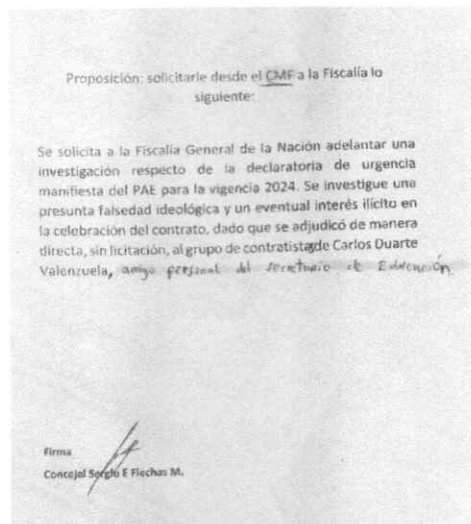 Proposición: solicitarle desde el CMF a la Fiscalía lo
siguiente:
Se solicita a la Fiscalía General de la Nación adelantar una
investigación respecto de la declaratoria de urgencia
manifiesta del PAE para la vigencia 2024. Se investigue una
presunta falsedad ideológica y un eventual interés ilícito en
la celebración del contrato, dado que se adjudicó de manera
directa, sin licitación, al grupo de contratistas de Carlos Duarte
Valenzuela, amigo personal del secretario de Educación.
Firma
Concejal Sergio E Flechas M.